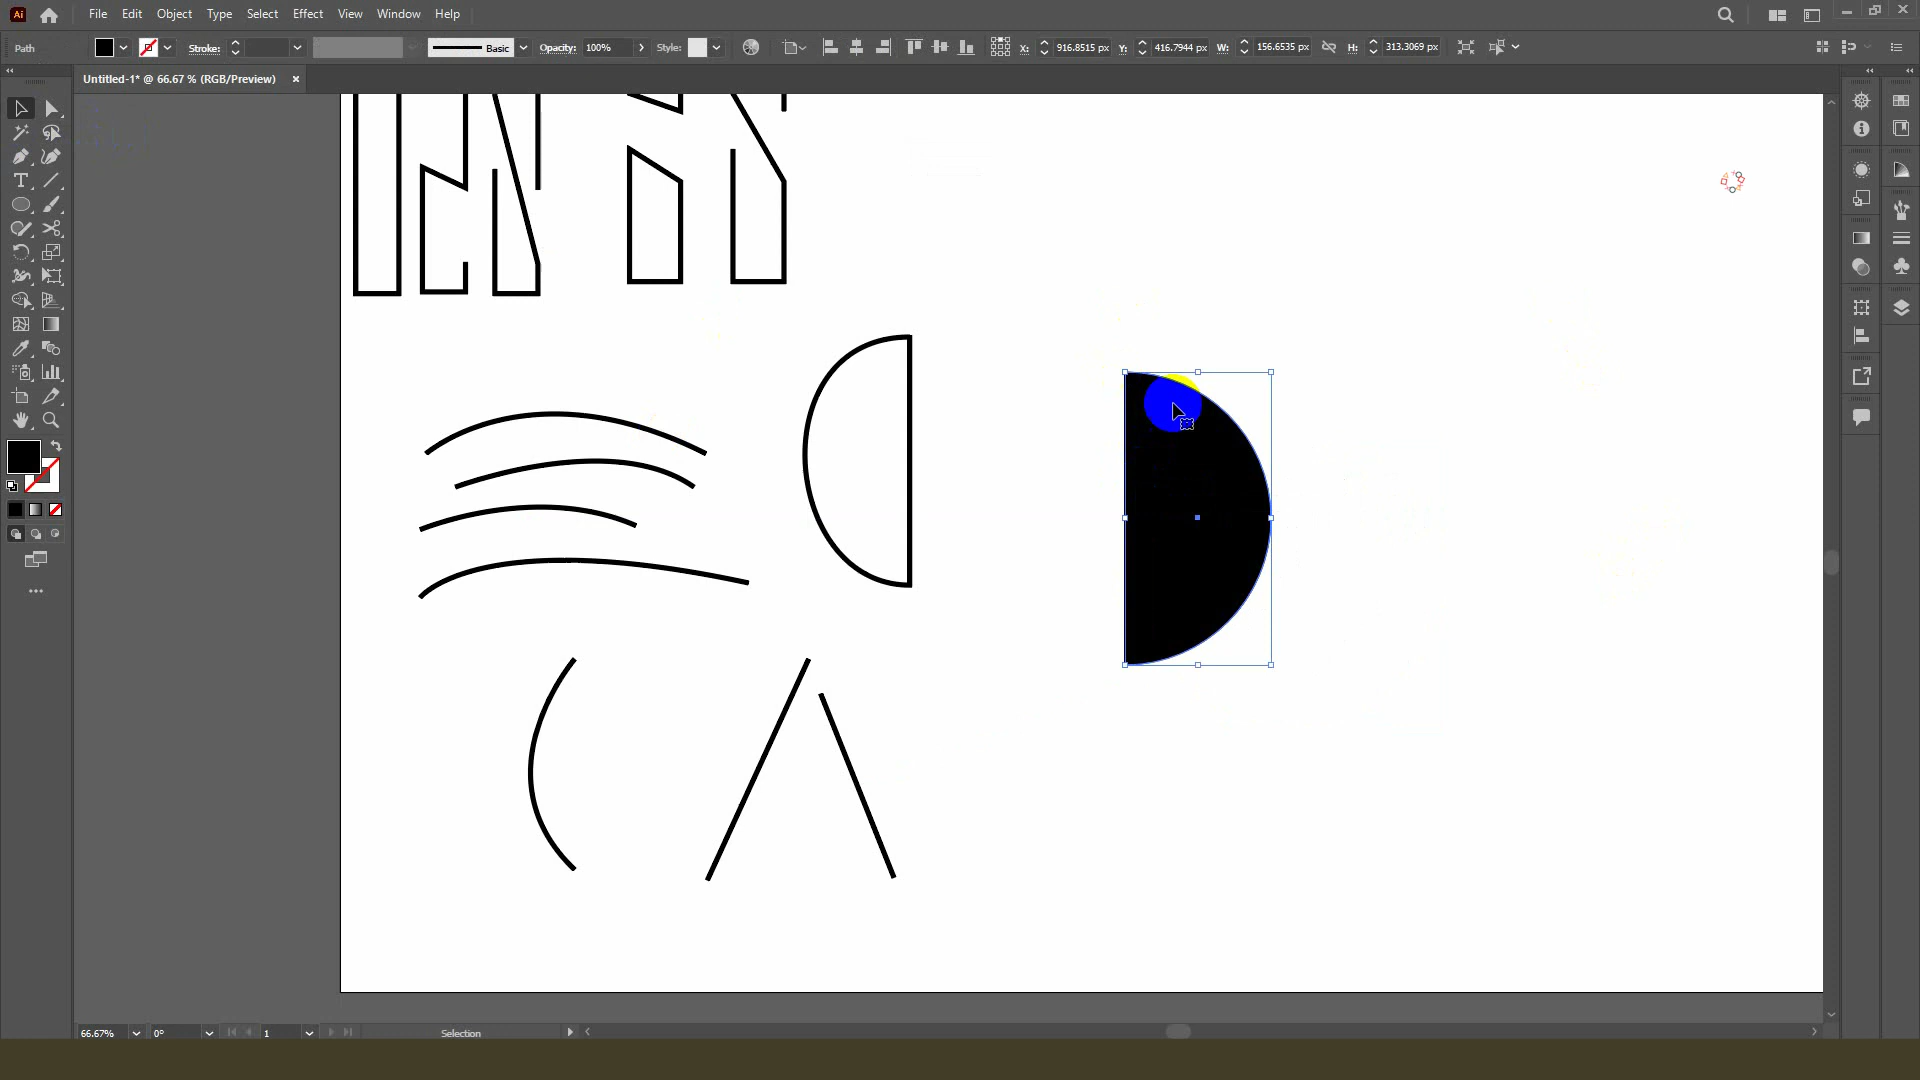 Ai File Edit Object Type Select Effect View Window Help
Path Stroke: Basic Opacity: 100% Style: X: 916.8515 px Y: 416.7944 px W: 156.6535 px H: 313.3069 px
Untitled-1* @ 66.67 % (RGB/Preview) ×
66.67% 0° 1 Selection